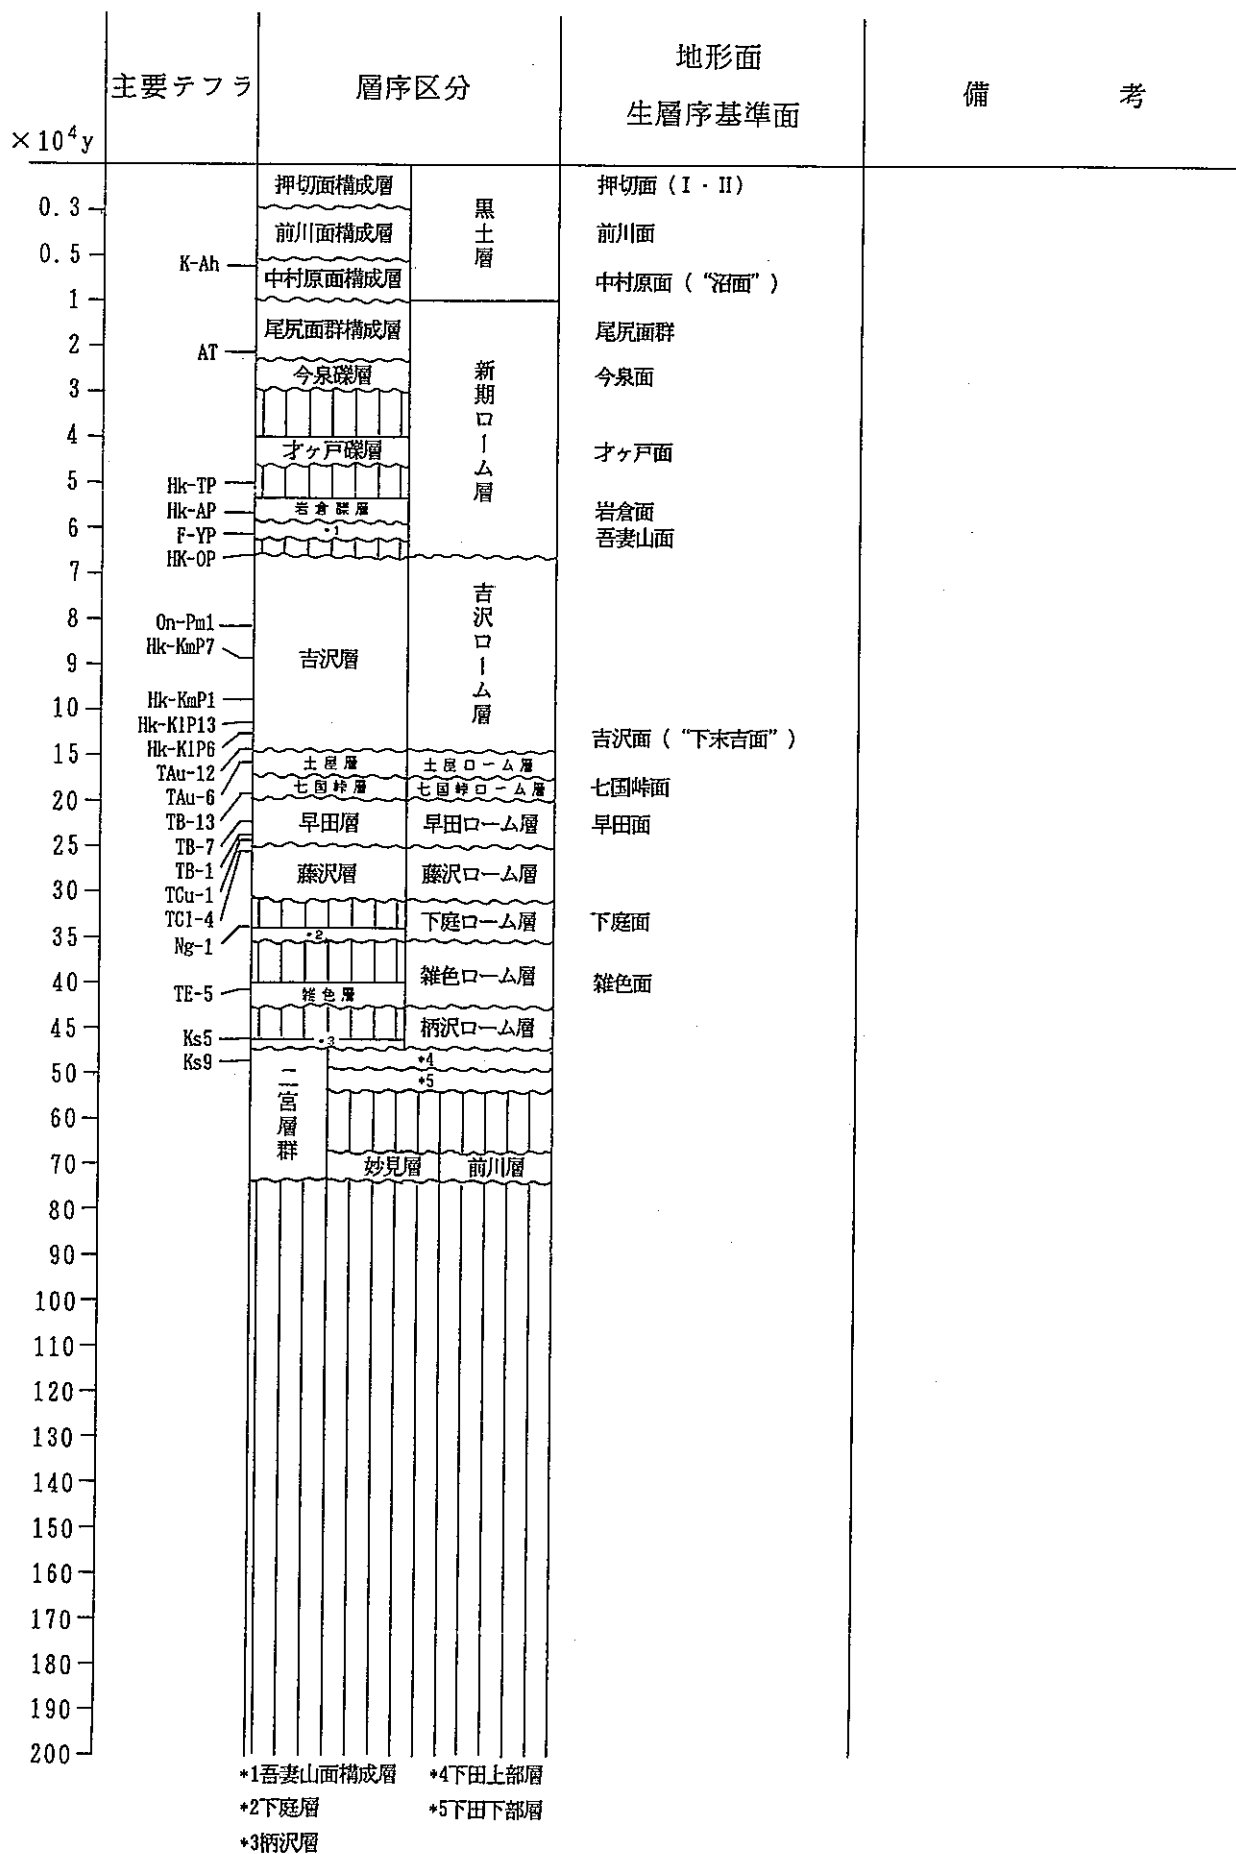 主要テフラ
層序区分
地形面
生層序基準面
備　考
×10⁴y
0.3
0.5
1
2
3
4
5
6
7
8
9
10
15
20
25
30
35
40
45
50
60
70
80
90
100
110
120
130
140
150
160
170
180
190
200
K-Ah
AT
Hk-TP
Hk-AP
F-YP
HK-OP
On-Pm1
Hk-KmP7
Hk-KmP1
Hk-KlP13
Hk-KlP6
TAu-12
TAu-6
TB-13
TB-7
TB-1
TCu-1
TCl-4
Ng-1
TE-5
Ks5
Ks9
押切面構成層
前川面構成層
中村原面構成層
尾尻面群構成層
今泉礫層
才ヶ戸礫層
岩倉礫層
*1
吉沢層
土屋層
七国峠層
早田層
藤沢層
*2
雑色層
*3
二宮層群
黒土層
新期ローム層
吉沢ローム層
土屋ローム層
七国峠ローム層
早田ローム層
藤沢ローム層
下庭ローム層
雑色ローム層
柄沢ローム層
*4
*5
妙見層
前川層
押切面（I・II）
前川面
中村原面（“沼面”）
尾尻面群
今泉面
才ヶ戸面
岩倉面
吾妻山面
吉沢面（“下末吉面”）
七国峠面
早田面
下庭面
雑色面
*1吾妻山面構成層
*2下庭層
*3柄沢層
*4下田上部層
*5下田下部層